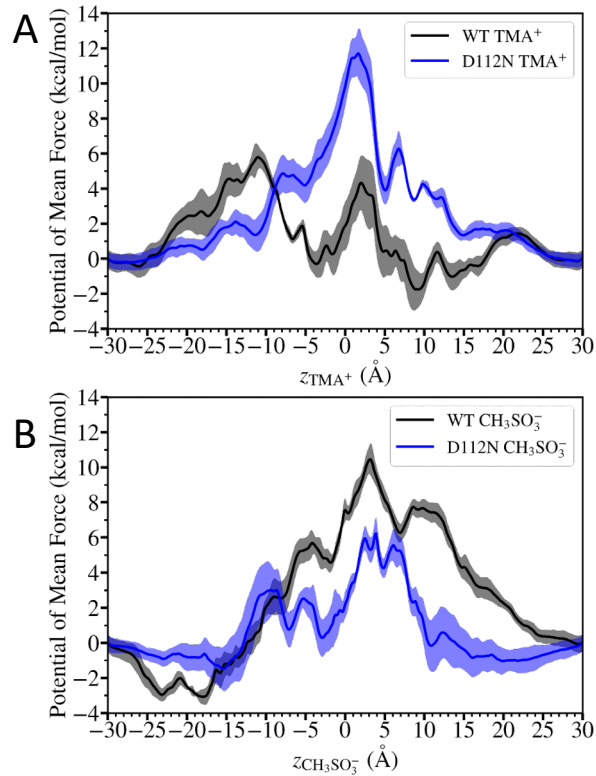 A
Potential of Mean Force (kcal/mol)
14
12
10
8
6
4
2
0
−2
−4
WT TMA⁺
D112N TMA⁺
−30 −25 −20 −15 −10 −5 0 5 10 15 20 25 30
z_TMA⁺ (Å)
B
Potential of Mean Force (kcal/mol)
14
12
10
8
6
4
2
0
−2
−4
WT CH₃SO₃⁻
D112N CH₃SO₃⁻
−30 −25 −20 −15 −10 −5 0 5 10 15 20 25 30
z_CH₃SO₃⁻ (Å)